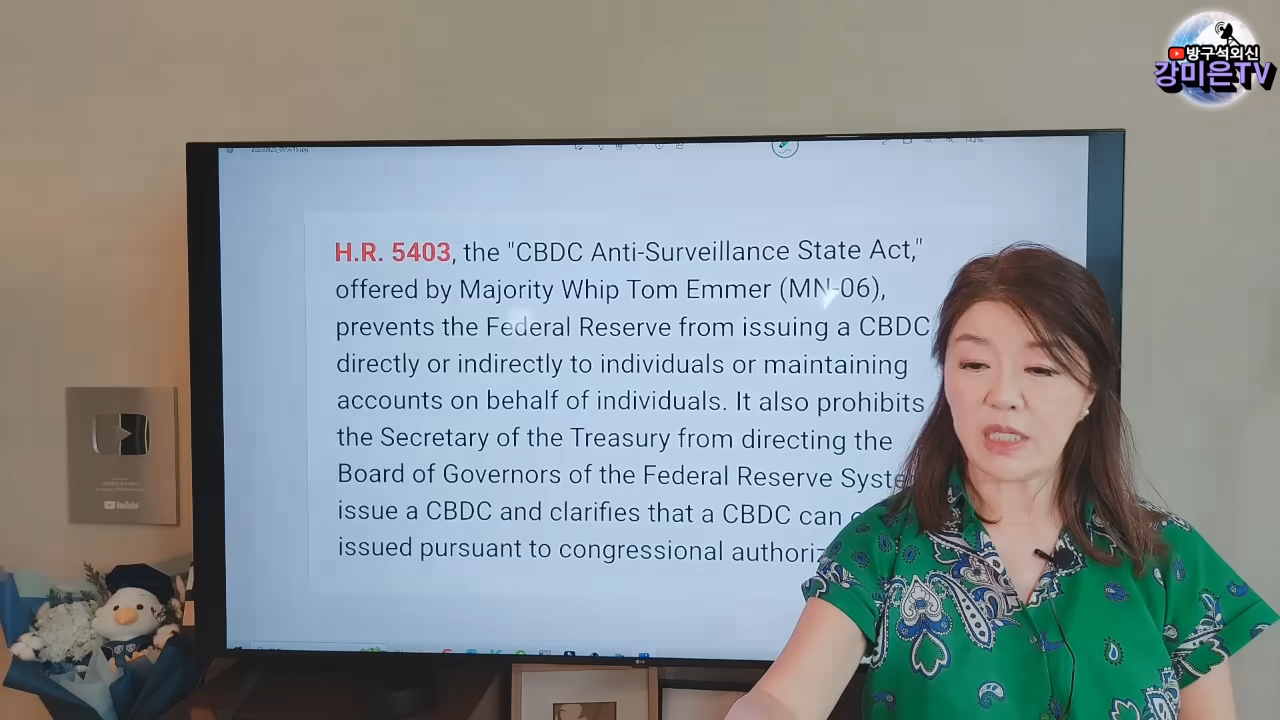 방구석외신
강미은TV
H.R. 5403, the "CBDC Anti-Surveillance State Act,"
offered by Majority Whip Tom Emmer (MN-06),
prevents the Federal Reserve from issuing a CBDC
directly or indirectly to individuals or maintaining
accounts on behalf of individuals. It also prohibits
the Secretary of the Treasury from directing the
Board of Governors of the Federal Reserve Syste
issue a CBDC and clarifies that a CBDC can
issued pursuant to congressional authoriz
YouTube
LG